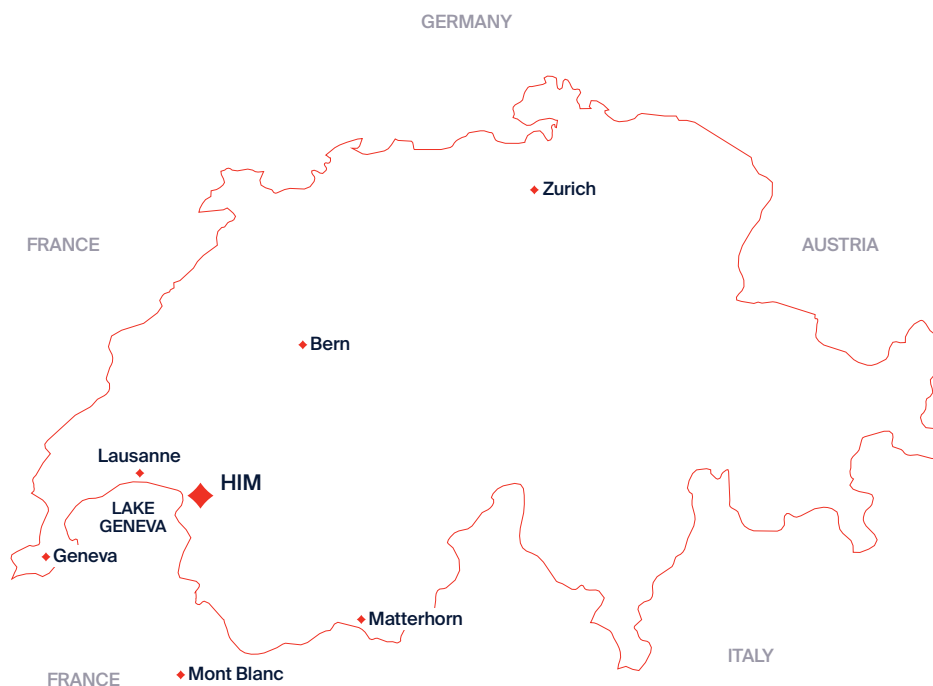 GERMANY
Zurich
FRANCE
AUSTRIA
Bern
Lausanne
HIM
LAKE
GENEVA
Geneva
Matterhorn
ITALY
Mont Blanc
FRANCE